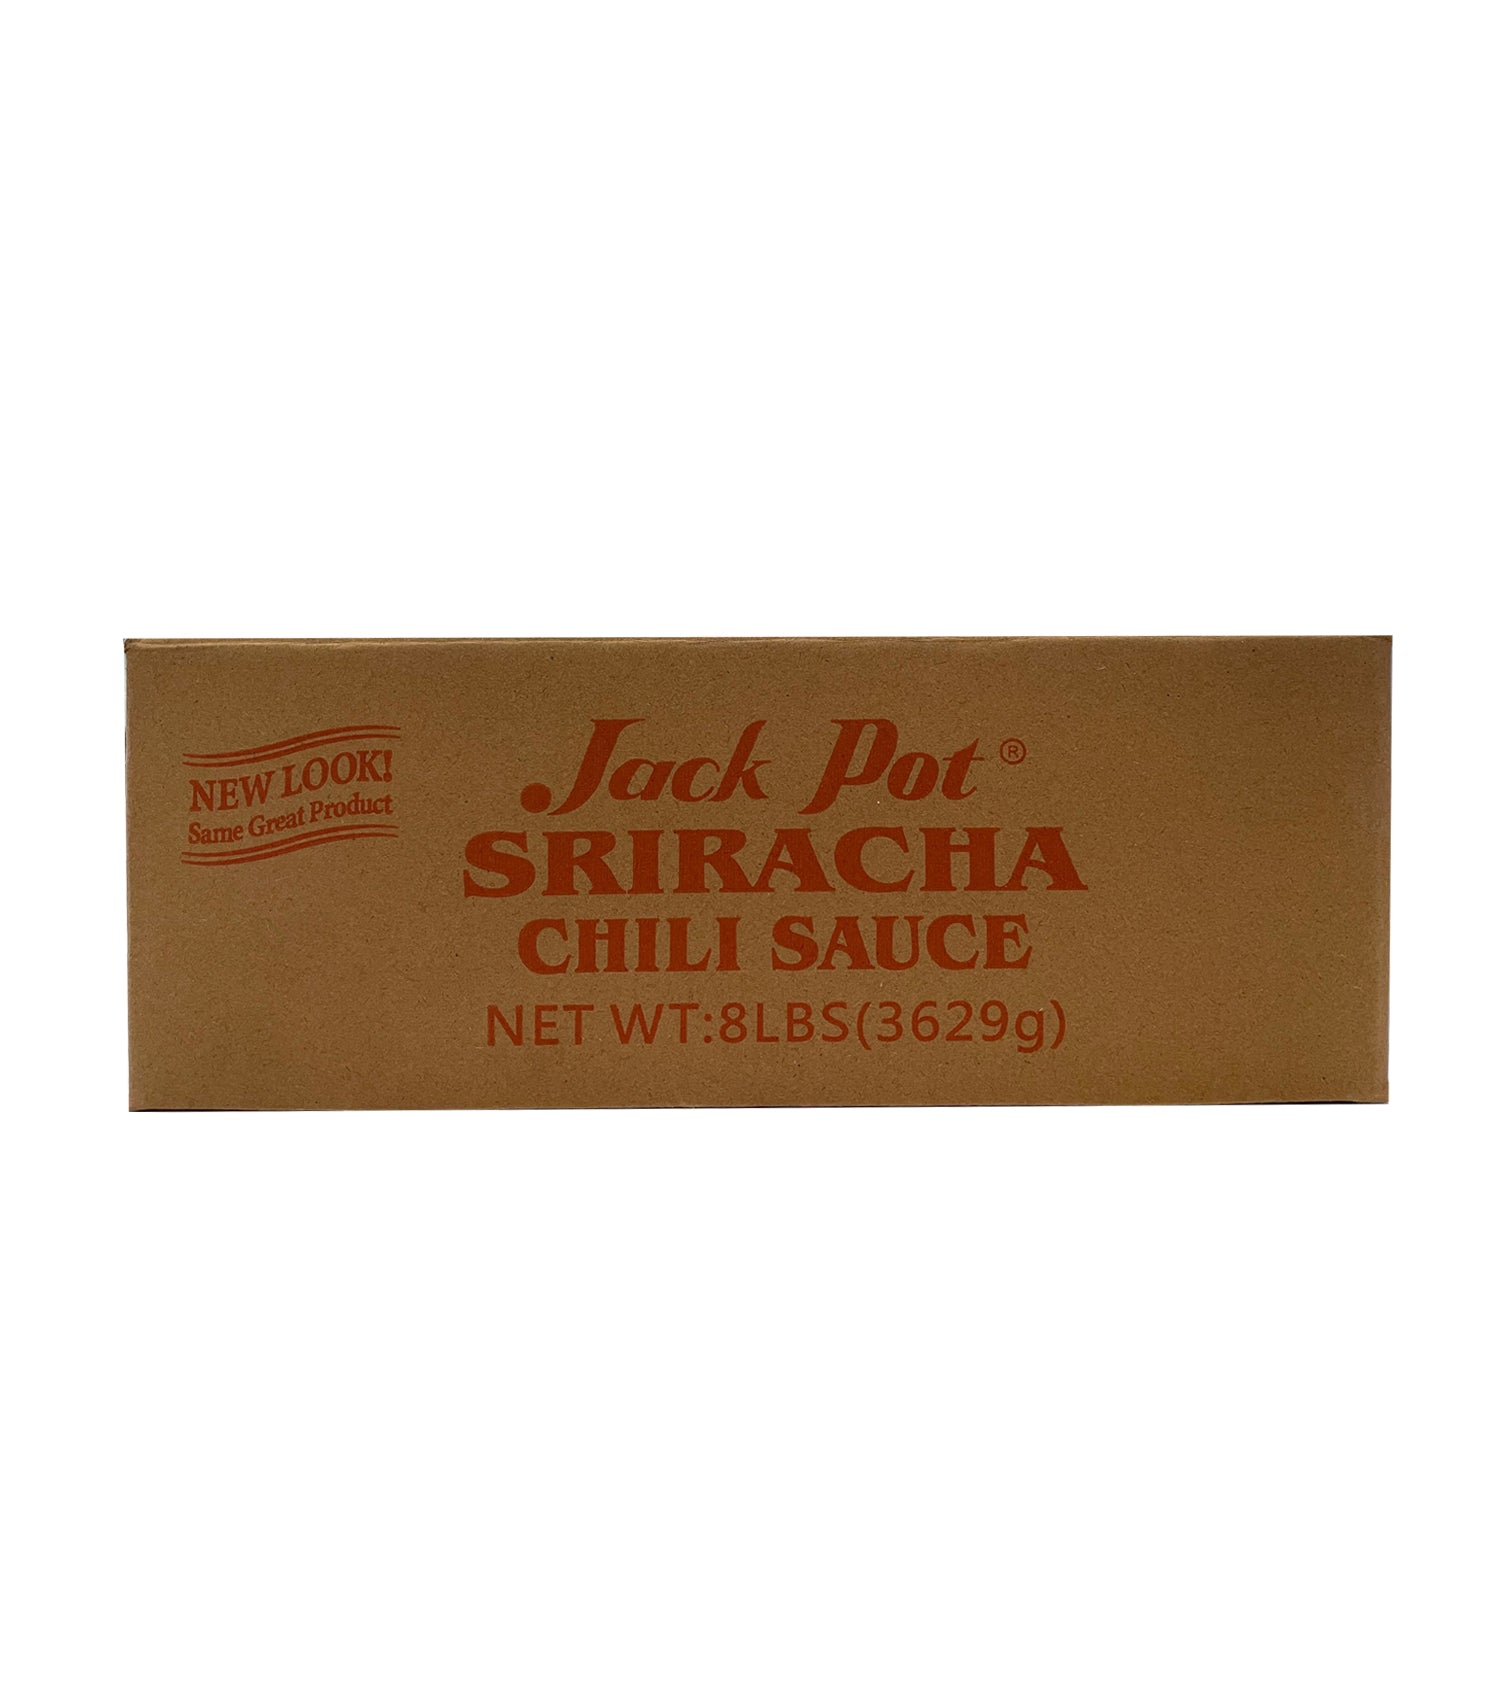 NEW LOOK!
Same Great Product
Jack Pot®
SRIRACHA
CHILI SAUCE
NET WT:8LBS(3629g)